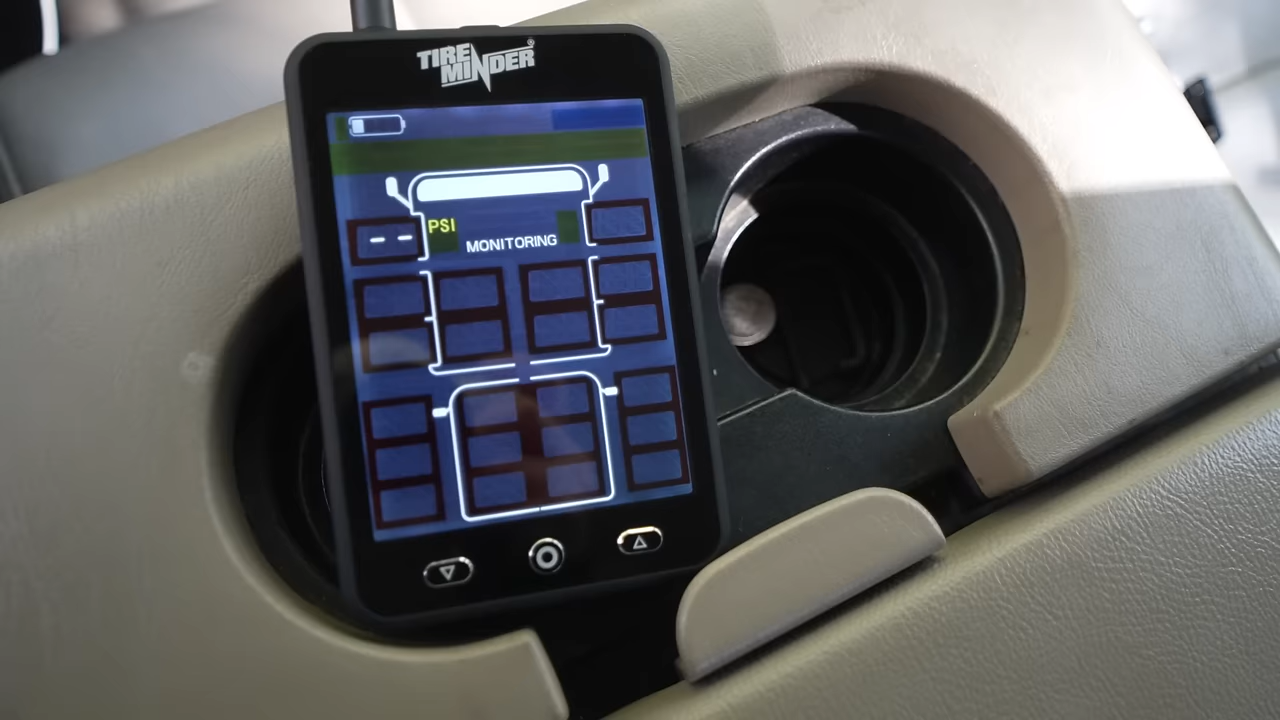 TIRE
MINDER®
PSI
MONITORING
- -